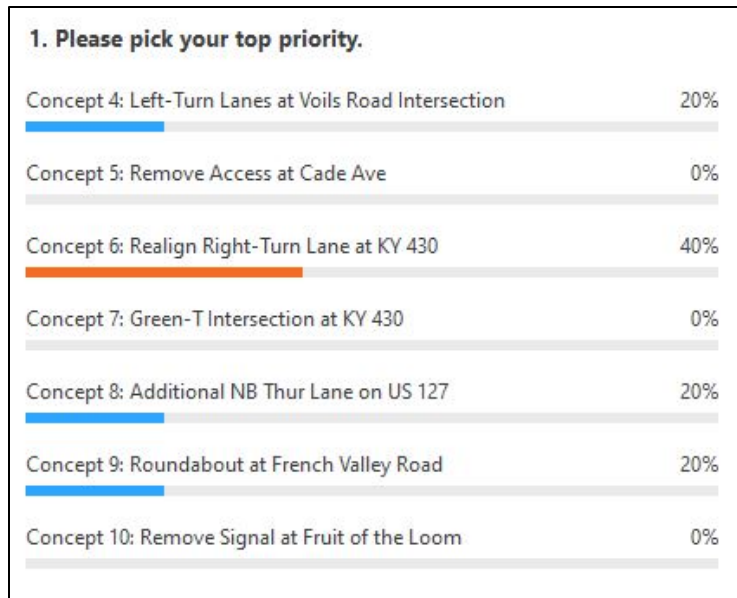 1. Please pick your top priority.
Concept 4: Left-Turn Lanes at Voils Road Intersection 20%
Concept 5: Remove Access at Cade Ave 0%
Concept 6: Realign Right-Turn Lane at KY 430 40%
Concept 7: Green-T Intersection at KY 430 0%
Concept 8: Additional NB Thur Lane on US 127 20%
Concept 9: Roundabout at French Valley Road 20%
Concept 10: Remove Signal at Fruit of the Loom 0%